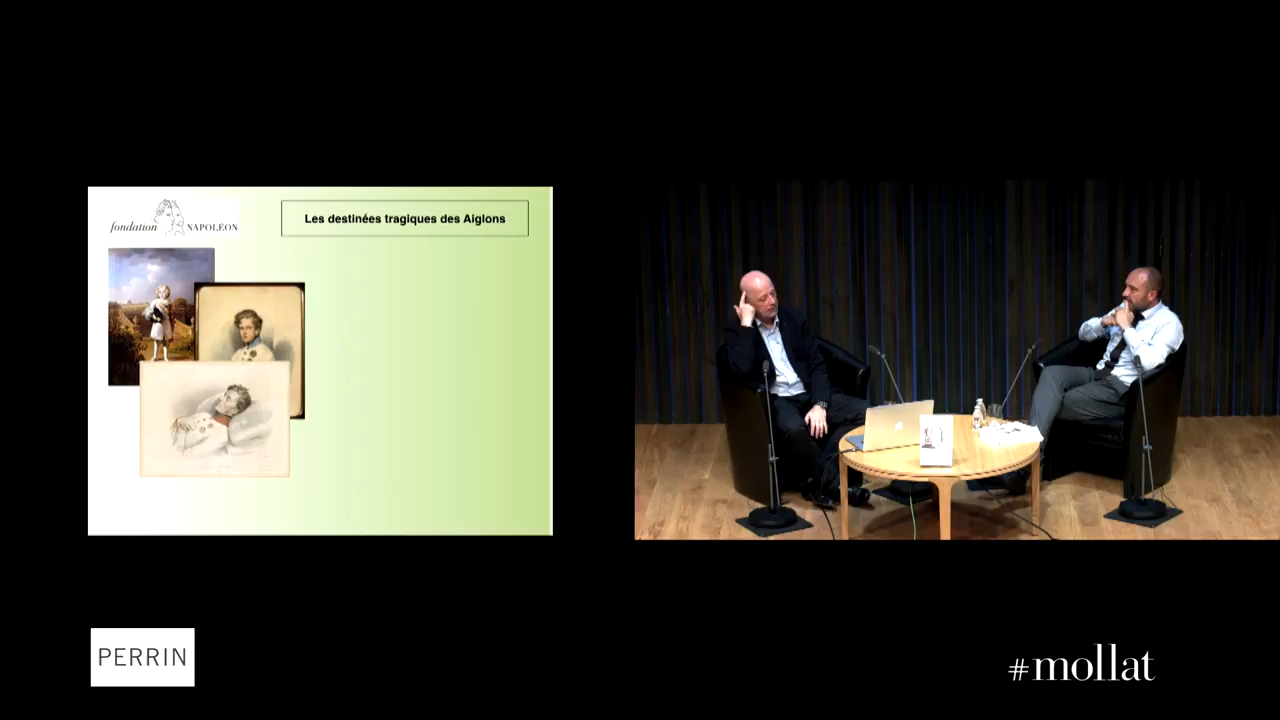 fondation NAPOLÉON
Les destinées tragiques des Aiglons
PERRIN
#mollat